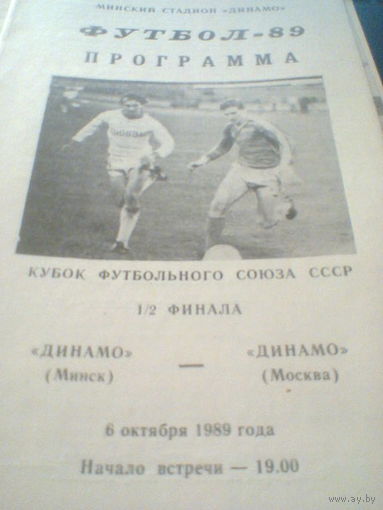 МИНСКИЙ СТАДИОН «ДИНАМО»
ФУТБОЛ-89
ПРОГРАММА
КУБОК ФУТБОЛЬНОГО СОЮЗА СССР
1/2 ФИНАЛА
«ДИНАМО» — «ДИНАМО»
(Минск) (Москва)
6 октября 1989 года
Начало встречи — 19.00
www.ay.by